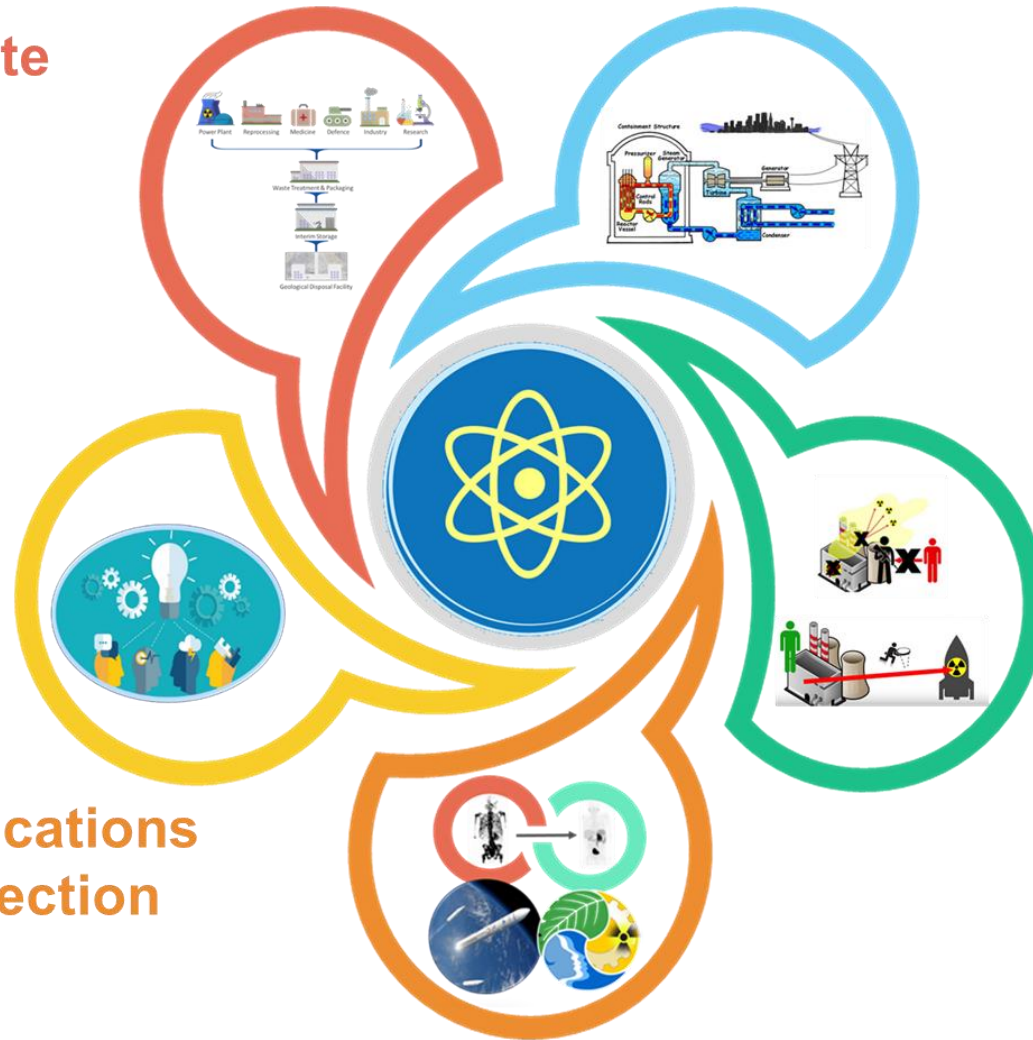 te
Power Plant Reprocessing Medicine Defence Industry Research
Waste Treatment & Packaging
Interim Storage
Geological Disposal Facility
Containment Structure
Pressurizer Steam
Generator
Control
Rods
Reactor
Vessel
Turbine
Generator
Condenser
cations
ection